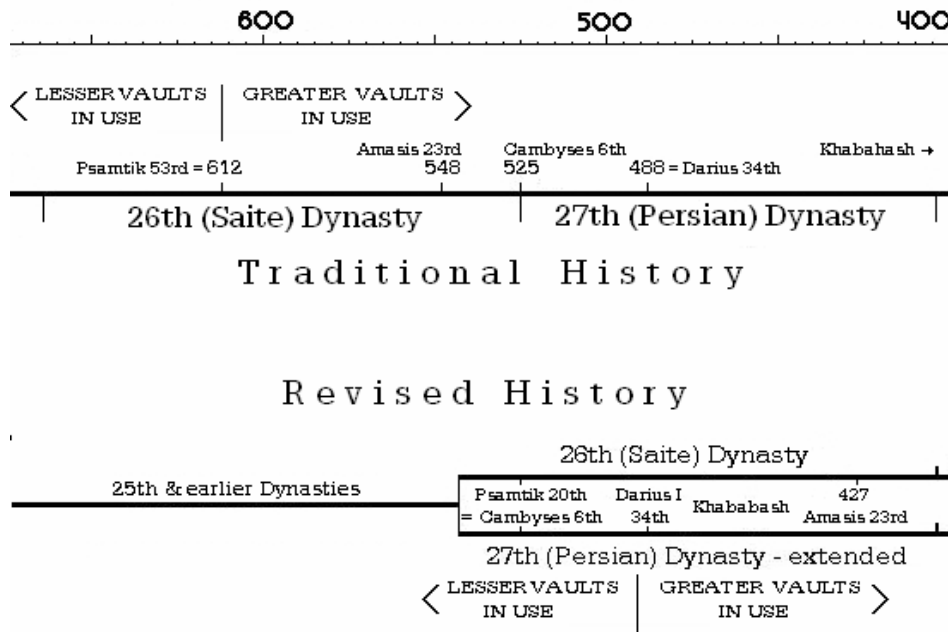 600 500 400
LESSER VAULTS GREATER VAULTS IN
IN USE IN USE
Amasis 23rd Cambyses 6th Khabahash →
Psamtik 53rd = 612 548 525 488 = Darius 34th
26th (Saite) Dynasty 27th (Persian) Dynasty
Traditional History
Revised History
26th (Saite) Dynasty
25th & earlier Dynasties
Psamtik 20th Darius I Khababash 427
= Cambyses 6th 34th Amasis 23rd
27th (Persian) Dynasty - extended
LESSER VAULTS GREATER VAULTS
IN USE IN USE